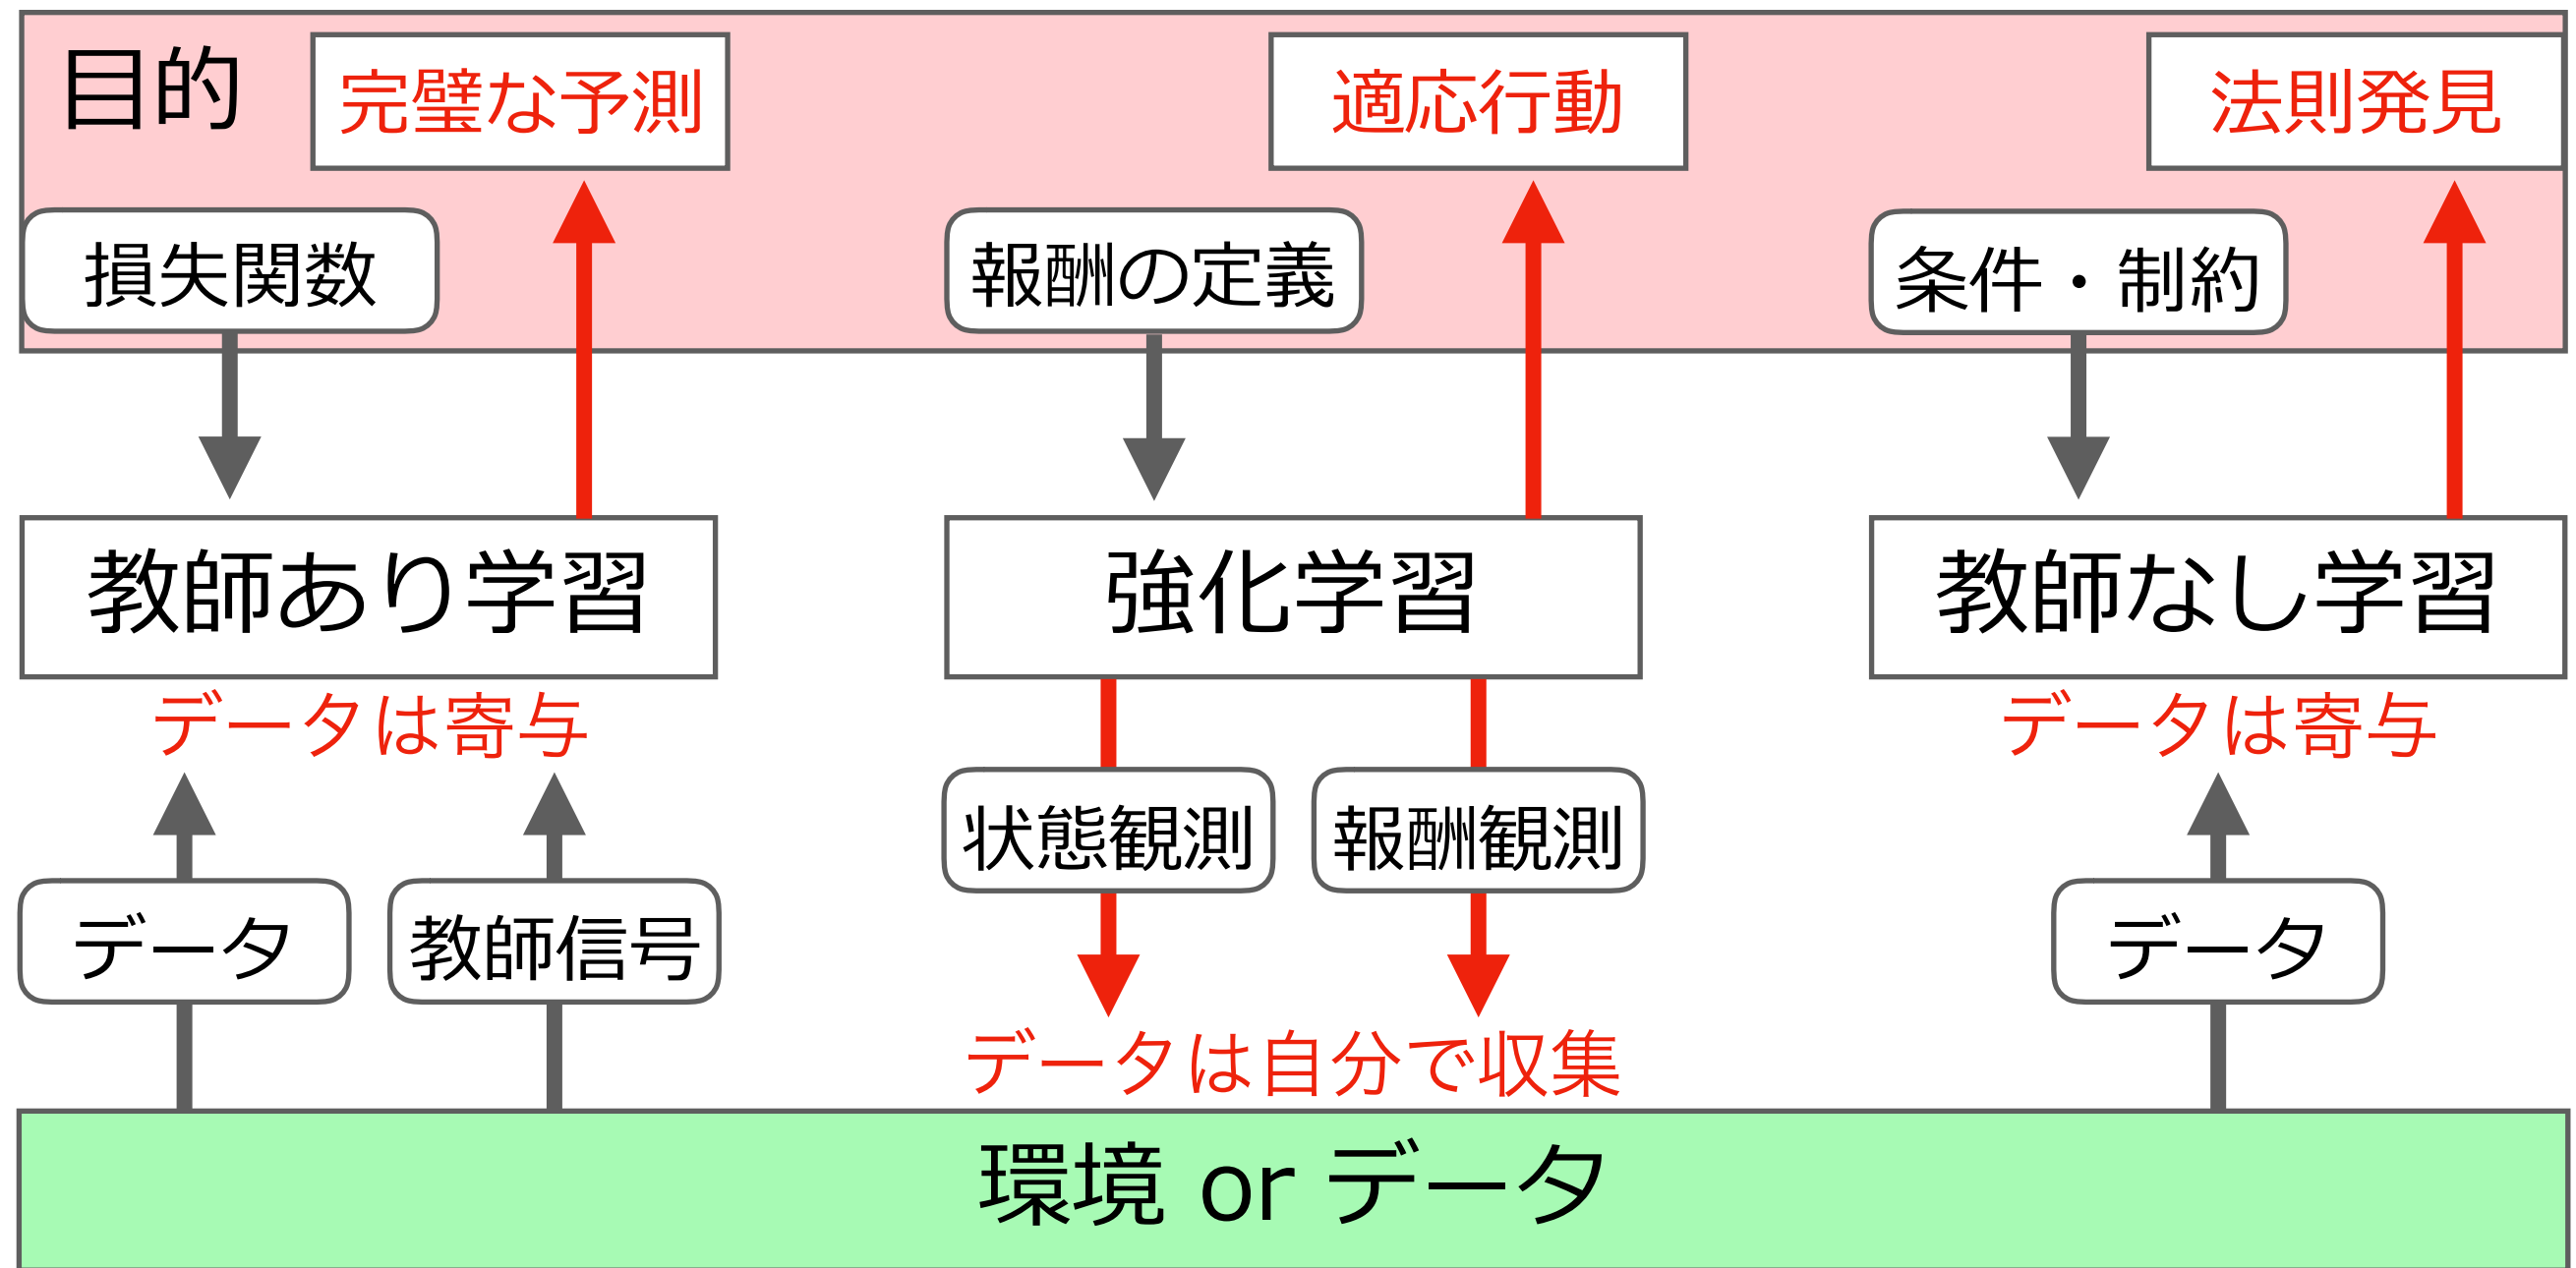 目的
完璧な予測
適応行動
法則発見
損失関数
報酬の定義
条件・制約
教師あり学習
強化学習
教師なし学習
データは寄与
データは寄与
状態観測
報酬観測
データ
教師信号
データ
データは自分で収集
環境 or データ